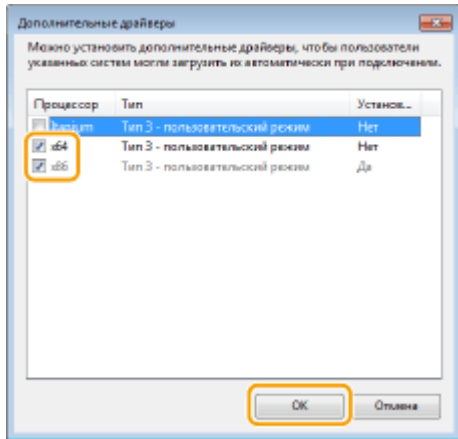 Дополнительные драйверы
Можно установить дополнительные драйверы, чтобы пользователи
указанных систем могли загрузить их автоматически при подключении.
Процессор Тип Установ...
Itanium Тип 3 - пользовательский режим Нет
x64 Тип 3 - пользовательский режим Нет
x86 Тип 3 - пользовательский режим Да
OK Отмена